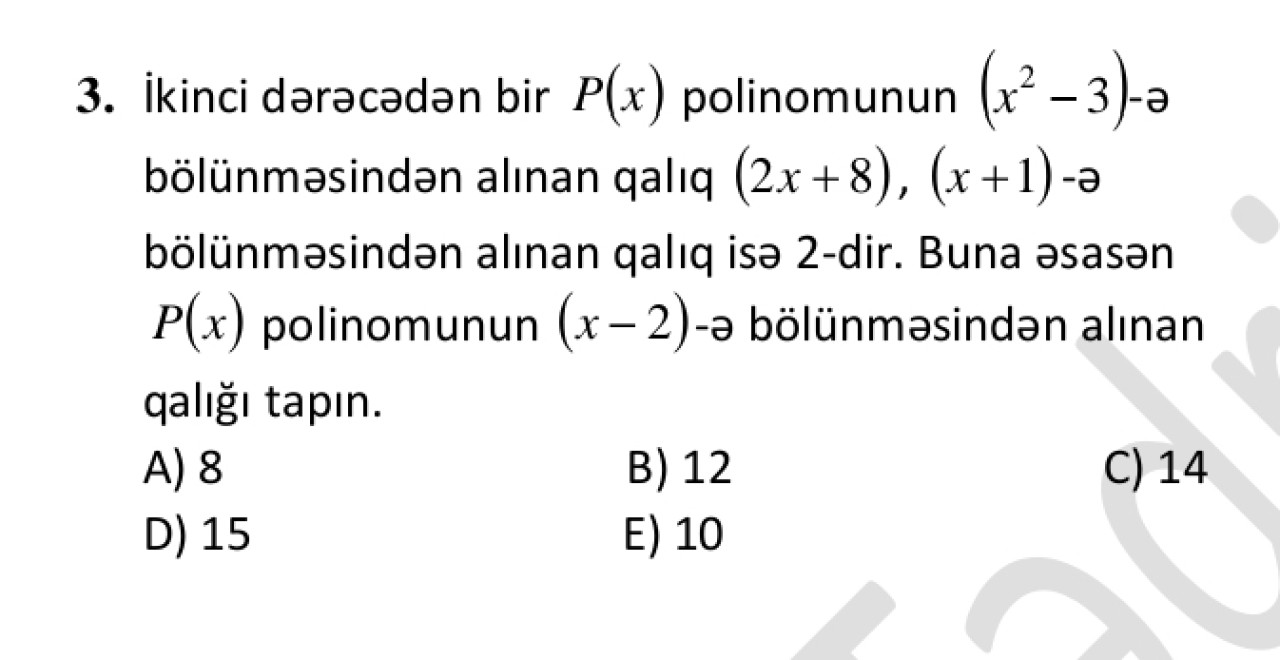 3. İkinci dərəcədən bir P(x) polinomunun (x² – 3)-ə
bölünməsindən alınan qalıq (2x + 8), (x + 1) -ə
bölünməsindən alınan qalıq isə 2-dir. Buna əsasən
P(x) polinomunun (x – 2)-ə bölünməsindən alınan
qalığı tapın.
A) 8 B) 12 C) 14
D) 15 E) 10